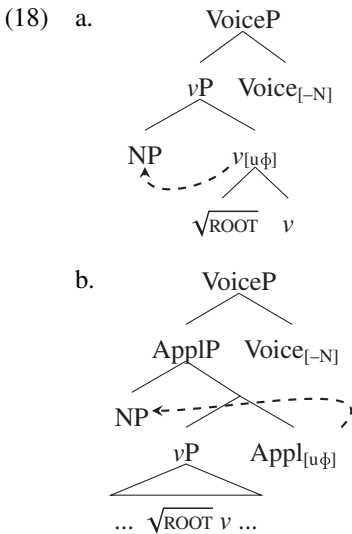 (18) a. VoiceP
vP Voice[–N]
NP v[uϕ]
√ROOT v
b. VoiceP
ApplP Voice[–N]
NP
vP Appl[uϕ]
... √ROOT v ...